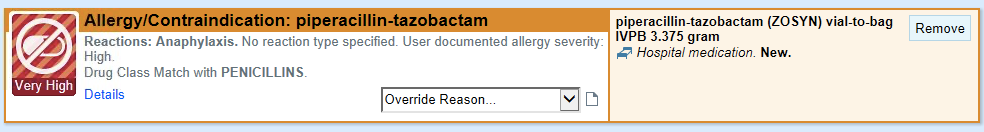 Allergy/Contraindication: piperacillin-tazobactam
Reactions: Anaphylaxis. No reaction type specified. User documented allergy severity:
High.
Drug Class Match with PENICILLINS.
Very High
Details
Override Reason...
piperacillin-tazobactam (ZOSYN) vial-to-bag
IVPB 3.375 gram
Hospital medication. New.
Remove